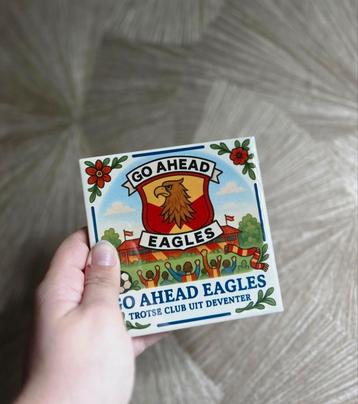 GO AHEAD
EAGLES
GO AHEAD EAGLES
TROTSE CLUB UIT DEVENTER